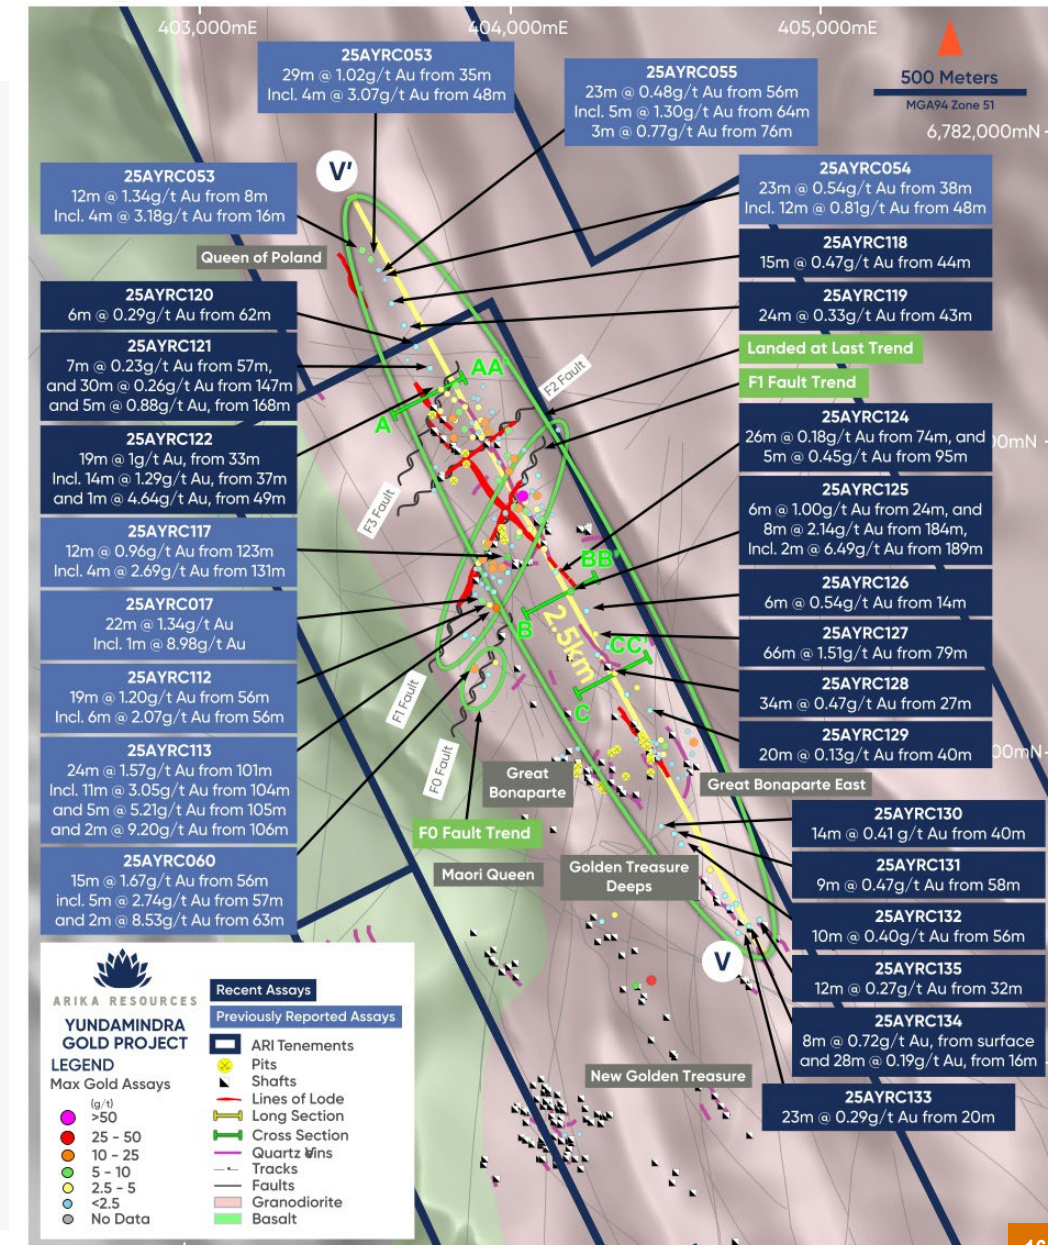 403,000mE
404,000mE
405,000mE
25AYRC053
29m @ 1.02g/t Au from 35m
Incl. 4m @ 3.07g/t Au from 48m
25AYRC055
23m @ 0.48g/t Au from 56m
Incl. 5m @ 1.30g/t Au from 64m
3m @ 0.77g/t Au from 76m
500 Meters
MGA94 Zone 51
6,782,000mN
V'
25AYRC053
12m @ 1.34g/t Au from 8m
Incl. 4m @ 3.18g/t Au from 16m
25AYRC054
23m @ 0.54g/t Au from 38m
Incl. 12m @ 0.81g/t Au from 48m
Queen of Poland
25AYRC118
15m @ 0.47g/t Au from 44m
25AYRC120
6m @ 0.29g/t Au from 62m
25AYRC119
24m @ 0.33g/t Au from 43m
25AYRC121
7m @ 0.23g/t Au from 57m,
and 30m @ 0.26g/t Au from 147m
and 5m @ 0.88g/t Au, from 168m
Landed at Last Trend
F1 Fault Trend
AA'
F2 Fault
A
25AYRC122
19m @ 1g/t Au, from 33m
Incl. 14m @ 1.29g/t Au, from 37m
and 1m @ 4.64g/t Au, from 49m
25AYRC124
26m @ 0.18g/t Au from 74m, and
5m @ 0.45g/t Au from 95m
00mN
F3 Fault
25AYRC125
6m @ 1.00g/t Au from 24m, and
8m @ 2.14g/t Au from 184m,
Incl. 2m @ 6.49g/t Au from 189m
25AYRC117
12m @ 0.96g/t Au from 123m
Incl. 4m @ 2.69g/t Au from 131m
BB'
25AYRC126
6m @ 0.54g/t Au from 14m
25AYRC017
22m @ 1.34g/t Au
Incl. 1m @ 8.98g/t Au
B
2.5km
25AYRC127
66m @ 1.51g/t Au from 79m
CC'
25AYRC112
19m @ 1.20g/t Au from 56m
Incl. 6m @ 2.07g/t Au from 56m
25AYRC128
34m @ 0.47g/t Au from 27m
C
F1 Fault
25AYRC129
20m @ 0.13g/t Au from 40m
00mN
25AYRC113
24m @ 1.57g/t Au from 101m
Incl. 11m @ 3.05g/t Au from 104m
and 5m @ 5.21g/t Au from 105m
and 2m @ 9.20g/t Au from 106m
F0 Fault
Great
Bonaparte
Great Bonaparte East
F0 Fault Trend
25AYRC130
14m @ 0.41 g/t Au from 40m
25AYRC060
15m @ 1.67g/t Au from 56m
incl. 5m @ 2.74g/t Au from 57m
and 2m @ 8.53g/t Au from 63m
Maori Queen
Golden Treasure
Deeps
25AYRC131
9m @ 0.47g/t Au from 58m
25AYRC132
10m @ 0.40g/t Au from 56m
V
25AYRC135
12m @ 0.27g/t Au from 32m
25AYRC134
8m @ 0.72g/t Au, from surface
and 28m @ 0.19g/t Au, from 16m
New Golden Treasure
25AYRC133
23m @ 0.29g/t Au from 20m
ARIKA RESOURCES
YUNDAMINDRA
GOLD PROJECT
LEGEND
Max Gold Assays
(g/t)
>50
25 - 50
10 - 25
5 - 10
2.5 - 5
<2.5
No Data
Recent Assays
Previously Reported Assays
ARI Tenements
Pits
Shafts
Lines of Lode
Long Section
Cross Section
Quartz
Tracks
Faults
Granodiorite
Basalt